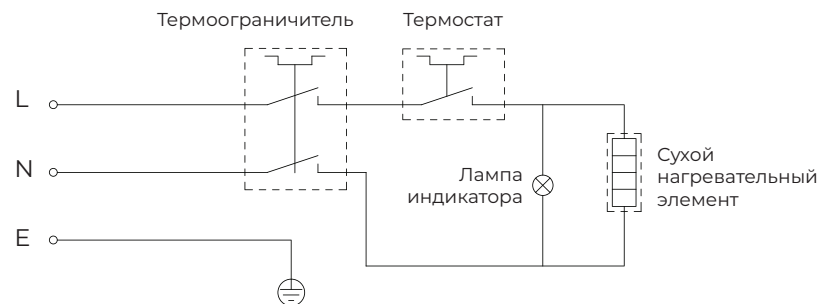 Термоограничитель
Термостат
L
N
Лампа
индикатора
Сухой
нагревательный
элемент
E